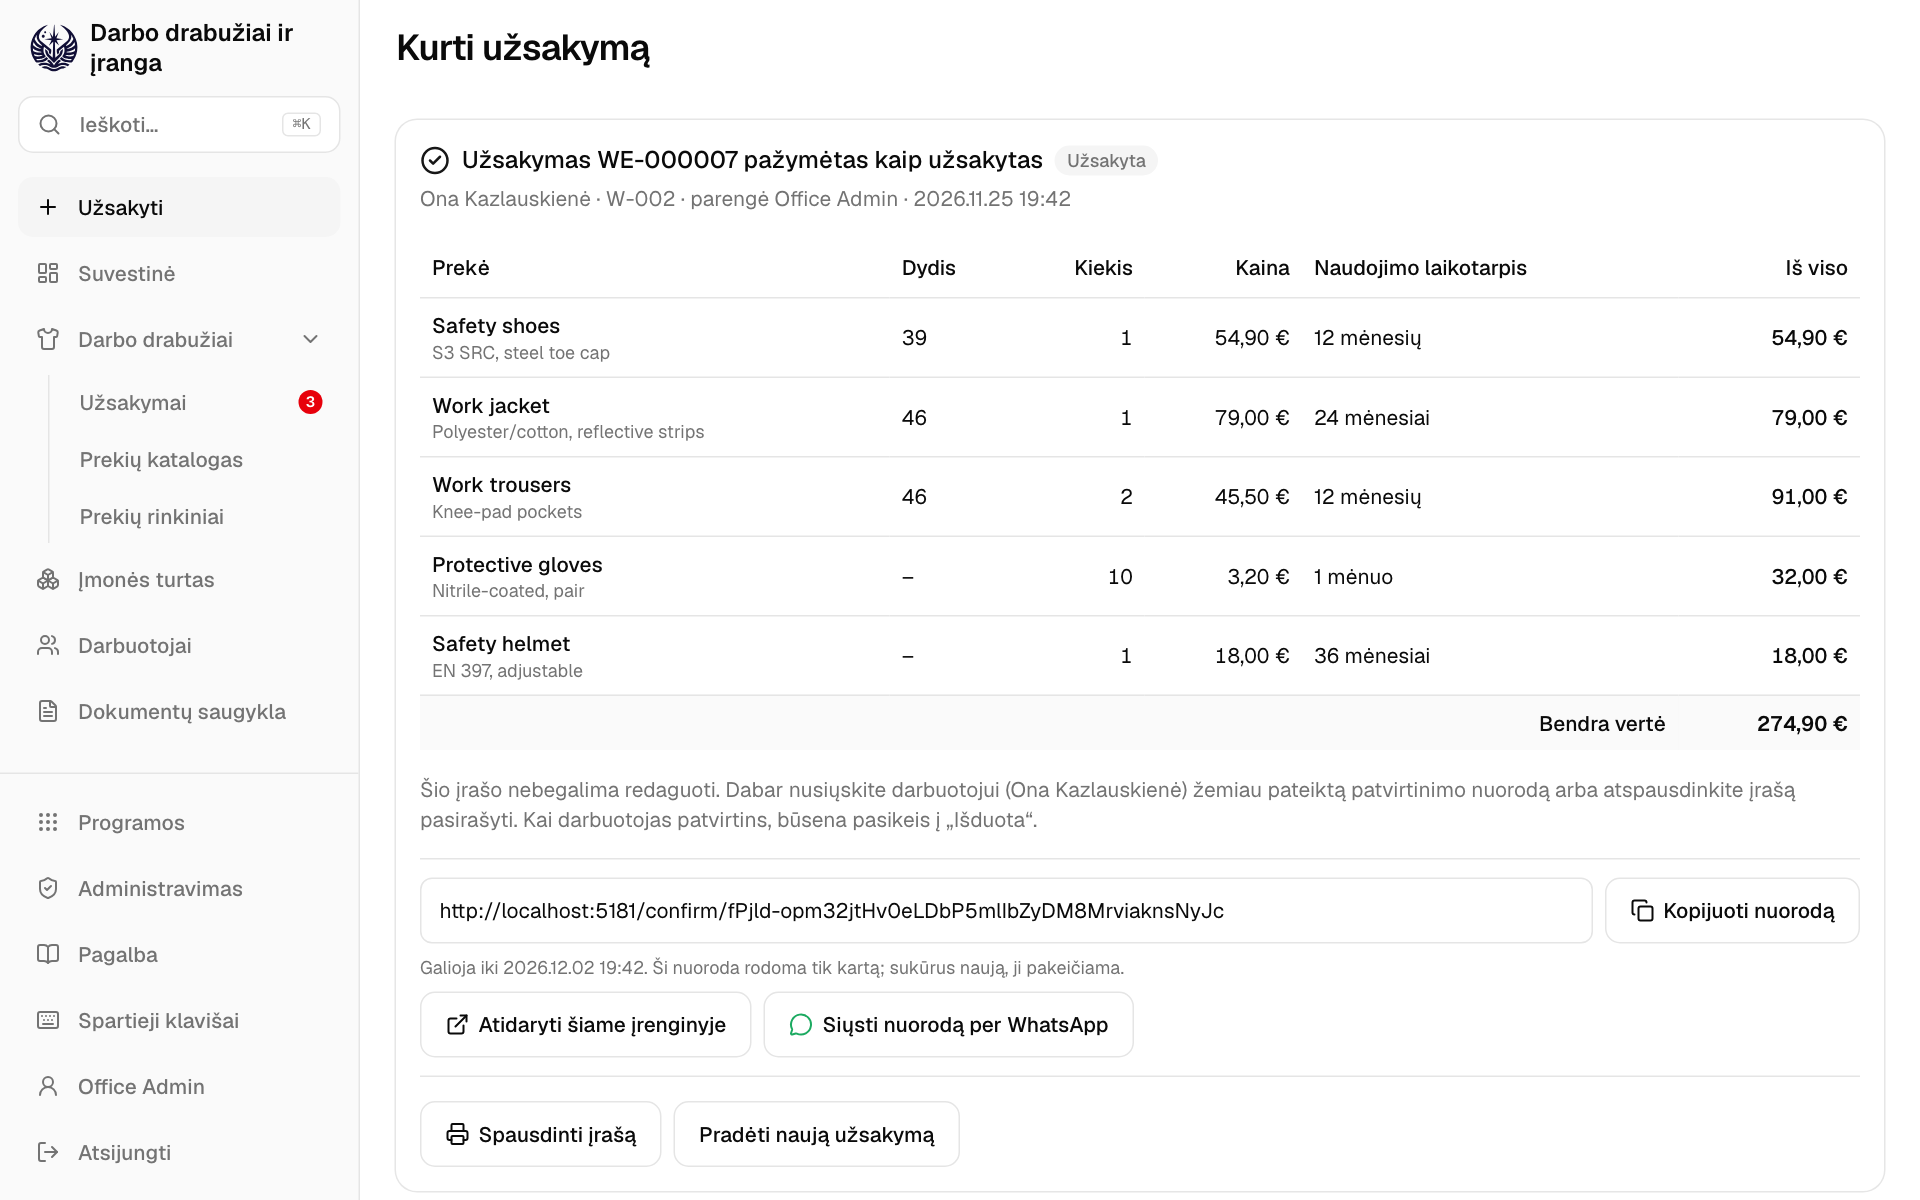 Darbo drabužiai ir
įranga
Ieškoti...
⌘K
Užsakyti
Suvestinė
Darbo drabužiai
Užsakymai
3
Prekių katalogas
Prekių rinkiniai
Įmonės turtas
Darbuotojai
Dokumentų saugykla
Programos
Administravimas
Pagalba
Spartieji klavišai
Office Admin
Atsijungti
Kurti užsakymą
Užsakymas WE-000007 pažymėtas kaip užsakytas
Užsakyta
Ona Kazlauskienė · W-002 · parengė Office Admin · 2026.11.25 19:42
Prekė Dydis Kiekis Kaina Naudojimo laikotarpis Iš viso
Safety shoes
S3 SRC, steel toe cap
39 1 54,90 € 12 mėnesių 54,90 €
Work jacket
Polyester/cotton, reflective strips
46 1 79,00 € 24 mėnesiai 79,00 €
Work trousers
Knee-pad pockets
46 2 45,50 € 12 mėnesių 91,00 €
Protective gloves
Nitrile-coated, pair
– 10 3,20 € 1 mėnuo 32,00 €
Safety helmet
EN 397, adjustable
– 1 18,00 € 36 mėnesiai 18,00 €
Bendra vertė 274,90 €
Šio įrašo nebegalima redaguoti. Dabar nusiųskite darbuotojui (Ona Kazlauskienė) žemiau pateiktą patvirtinimo nuorodą arba atspausdinkite įrašą
pasirašyti. Kai darbuotojas patvirtins, būsena pasikeis į „Išduota“.
http://localhost:5181/confirm/fPjld-opm32jtHv0eLDbP5mlIbZyDM8MrviaknsNyJc
Kopijuoti nuorodą
Galioja iki 2026.12.02 19:42. Ši nuoroda rodoma tik kartą; sukūrus naują, ji pakeičiama.
Atidaryti šiame įrenginyje
Siųsti nuorodą per WhatsApp
Spausdinti įrašą
Pradėti naują užsakymą